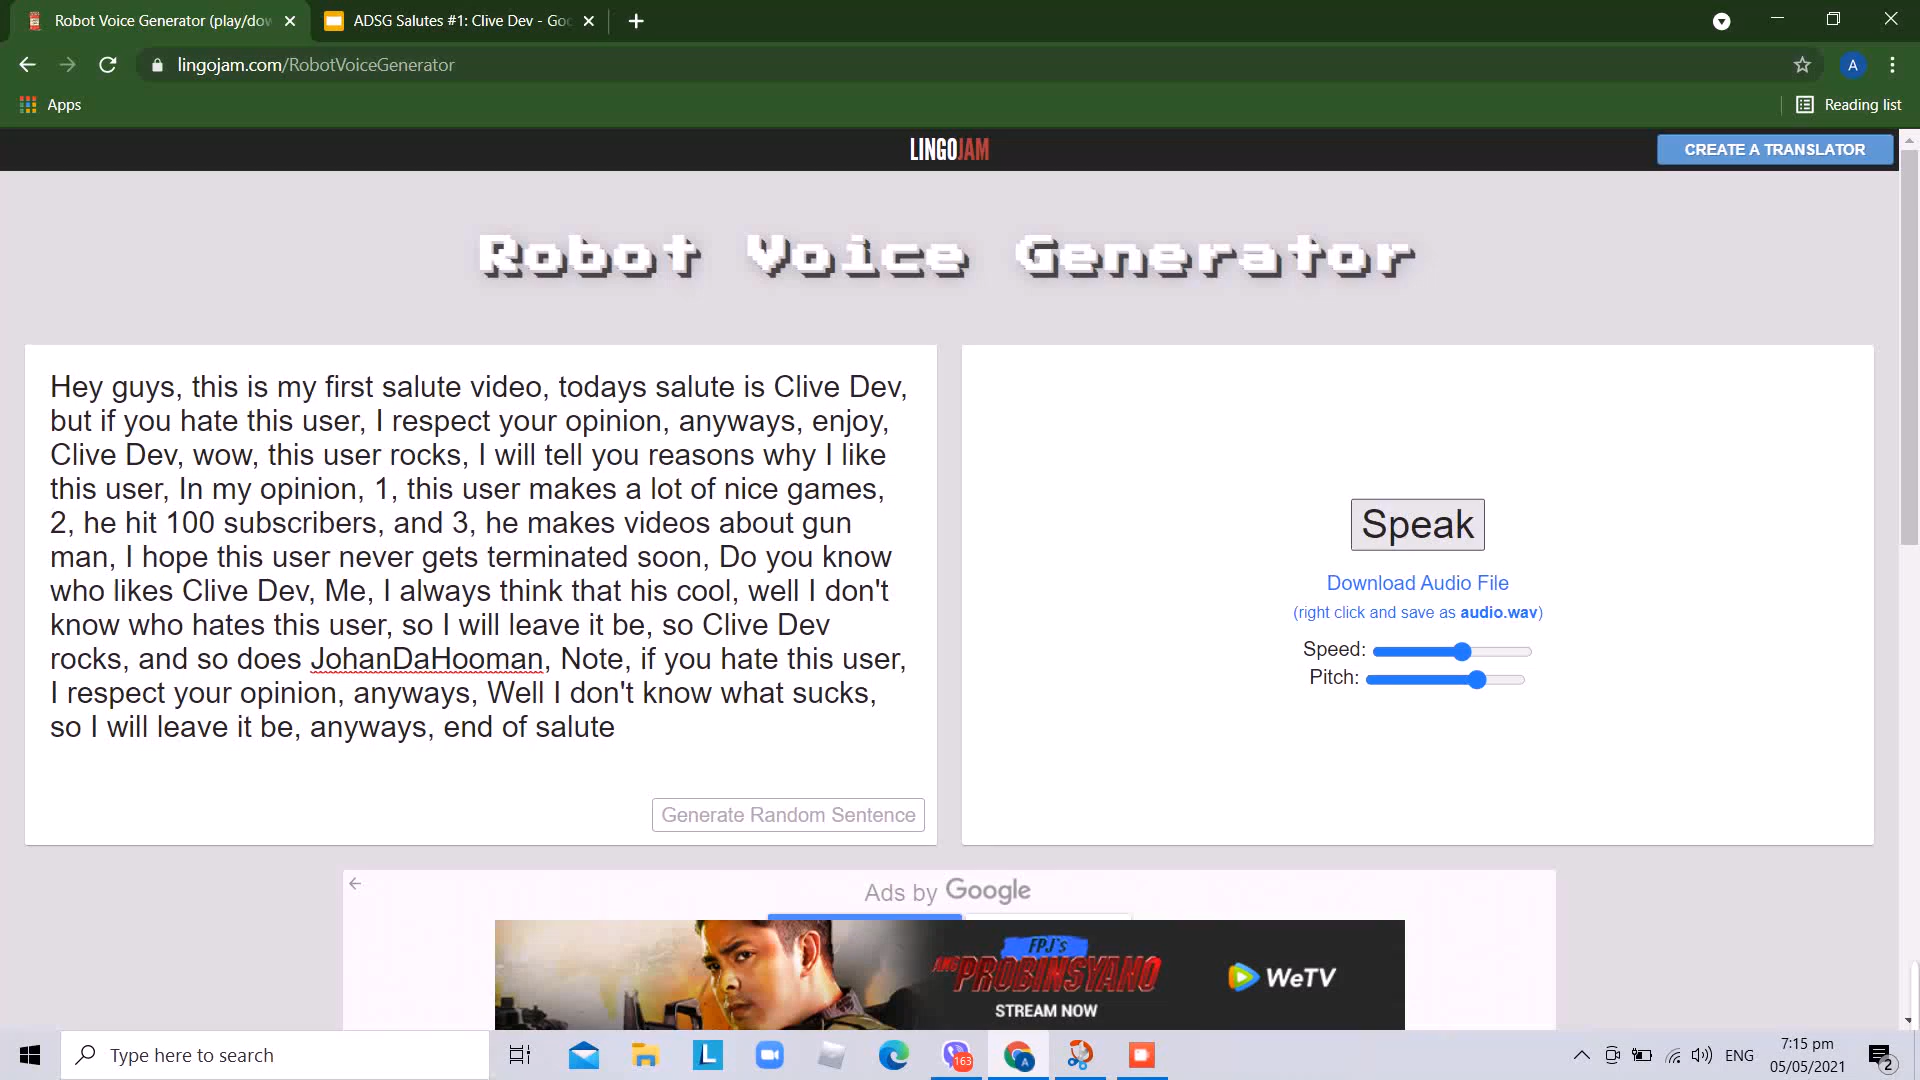 Robot Voice Generator (play/dov
ADSG Salutes #1: Clive Dev - Goo
lingojam.com/RobotVoiceGenerator
A
Apps
Reading list
LINGOJAM
CREATE A TRANSLATOR
Robot Voice Generator
Hey guys, this is my first salute video, todays salute is Clive Dev,
but if you hate this user, I respect your opinion, anyways, enjoy,
Clive Dev, wow, this user rocks, I will tell you reasons why I like
this user, In my opinion, 1, this user makes a lot of nice games,
2, he hit 100 subscribers, and 3, he makes videos about gun
man, I hope this user never gets terminated soon, Do you know
who likes Clive Dev, Me, I always think that his cool, well I don't
know who hates this user, so I will leave it be, so Clive Dev
rocks, and so does JohanDaHooman, Note, if you hate this user,
I respect your opinion, anyways, Well I don't know what sucks,
so I will leave it be, anyways, end of salute
Generate Random Sentence
Speak
Download Audio File
(right click and save as audio.wav)
Speed:
Pitch:
Ads by Google
FPJ's
ANG PROBINSYANO
STREAM NOW
WeTV
Type here to search
L
163
A
ENG
7:15 pm
05/05/2021
2